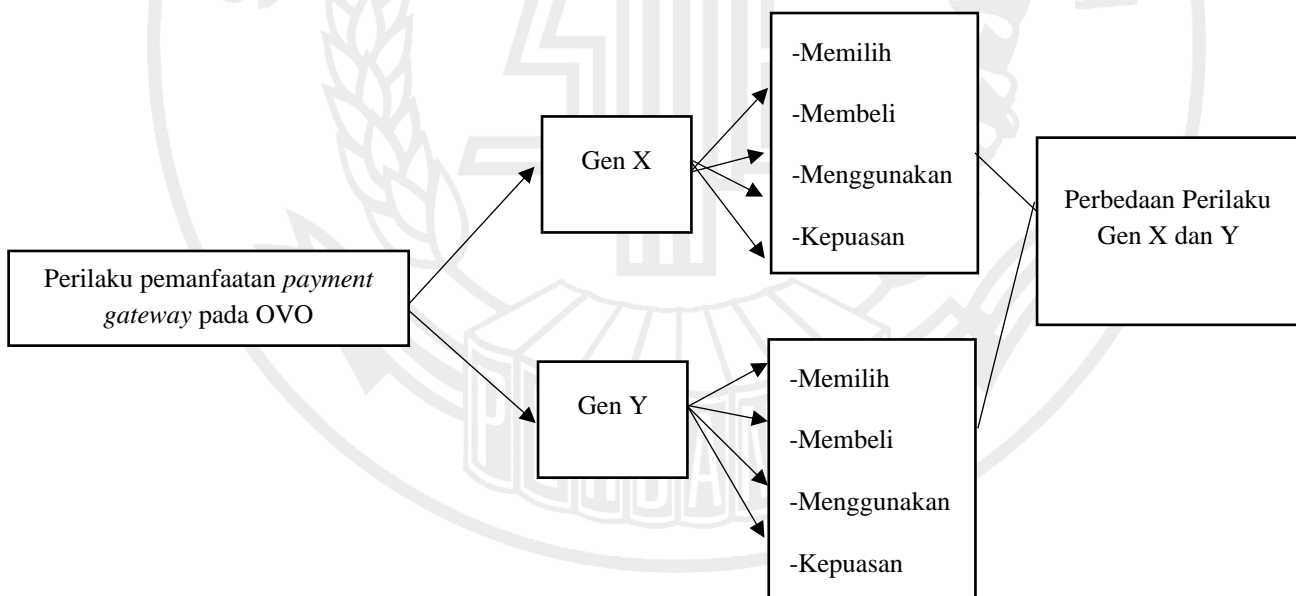 Perilaku pemanfaatan payment
gateway pada OVO
Gen X
-Memilih
-Membeli
-Menggunakan
-Kepuasan
Gen Y
-Memilih
-Membeli
-Menggunakan
-Kepuasan
Perbedaan Perilaku
Gen X dan Y